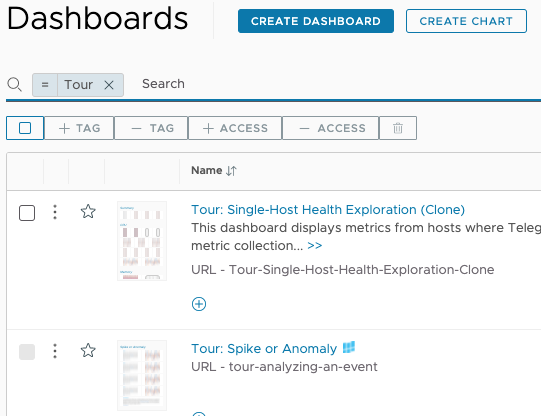 Dashboards
CREATE DASHBOARD
CREATE CHART
= Tour × Search
+ TAG
− TAG
+ ACCESS
− ACCESS
Name
Tour: Single-Host Health Exploration (Clone)
This dashboard displays metrics from hosts where Teleg
metric collection... >>
URL - Tour-Single-Host-Health-Exploration-Clone
Tour: Spike or Anomaly
URL - tour-analyzing-an-event